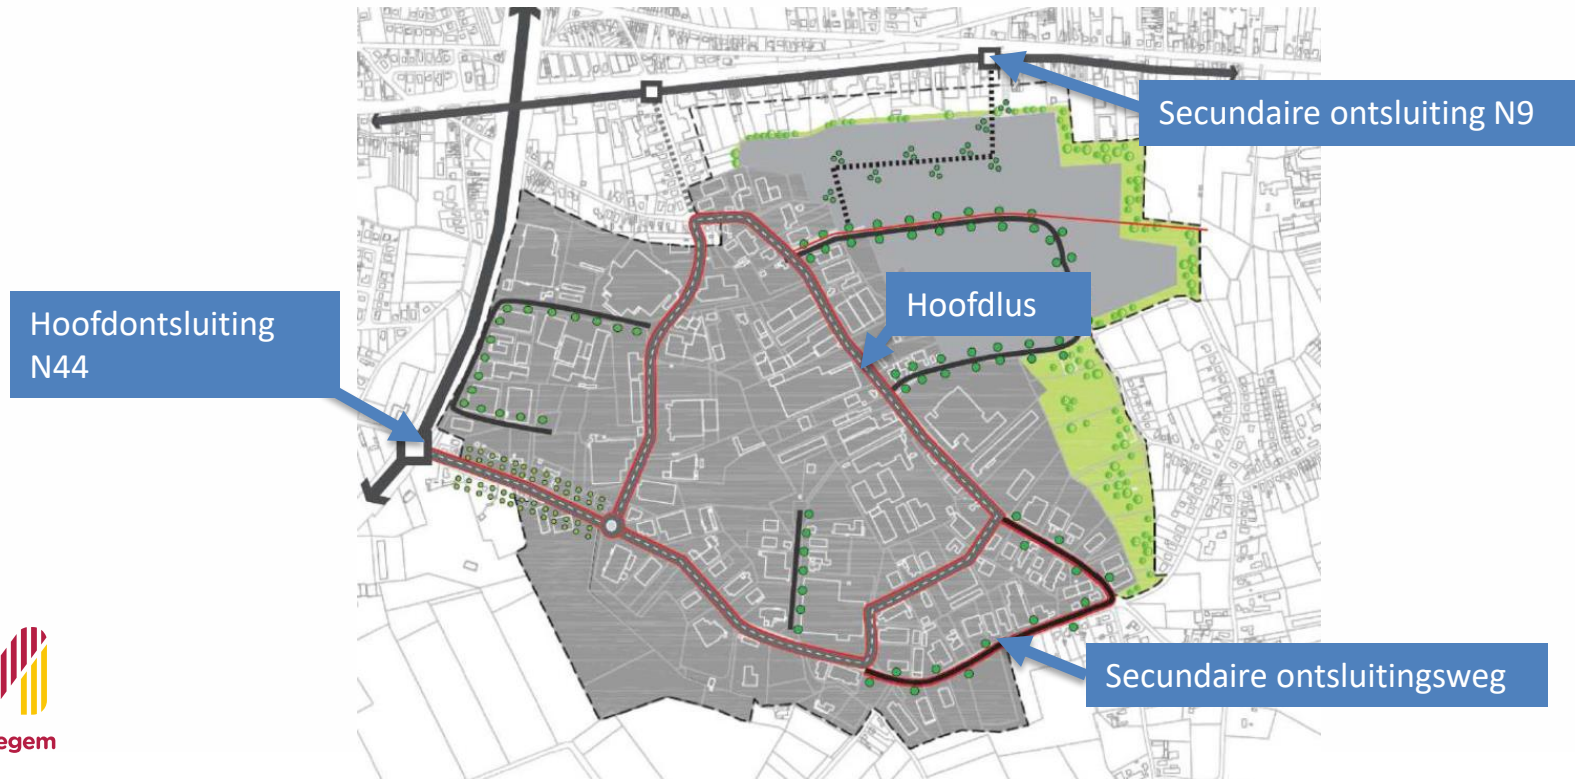 Secundaire ontsluiting N9
Hoofdlus
Hoofdontsluiting
N44
Secundaire ontsluitingsweg
egem